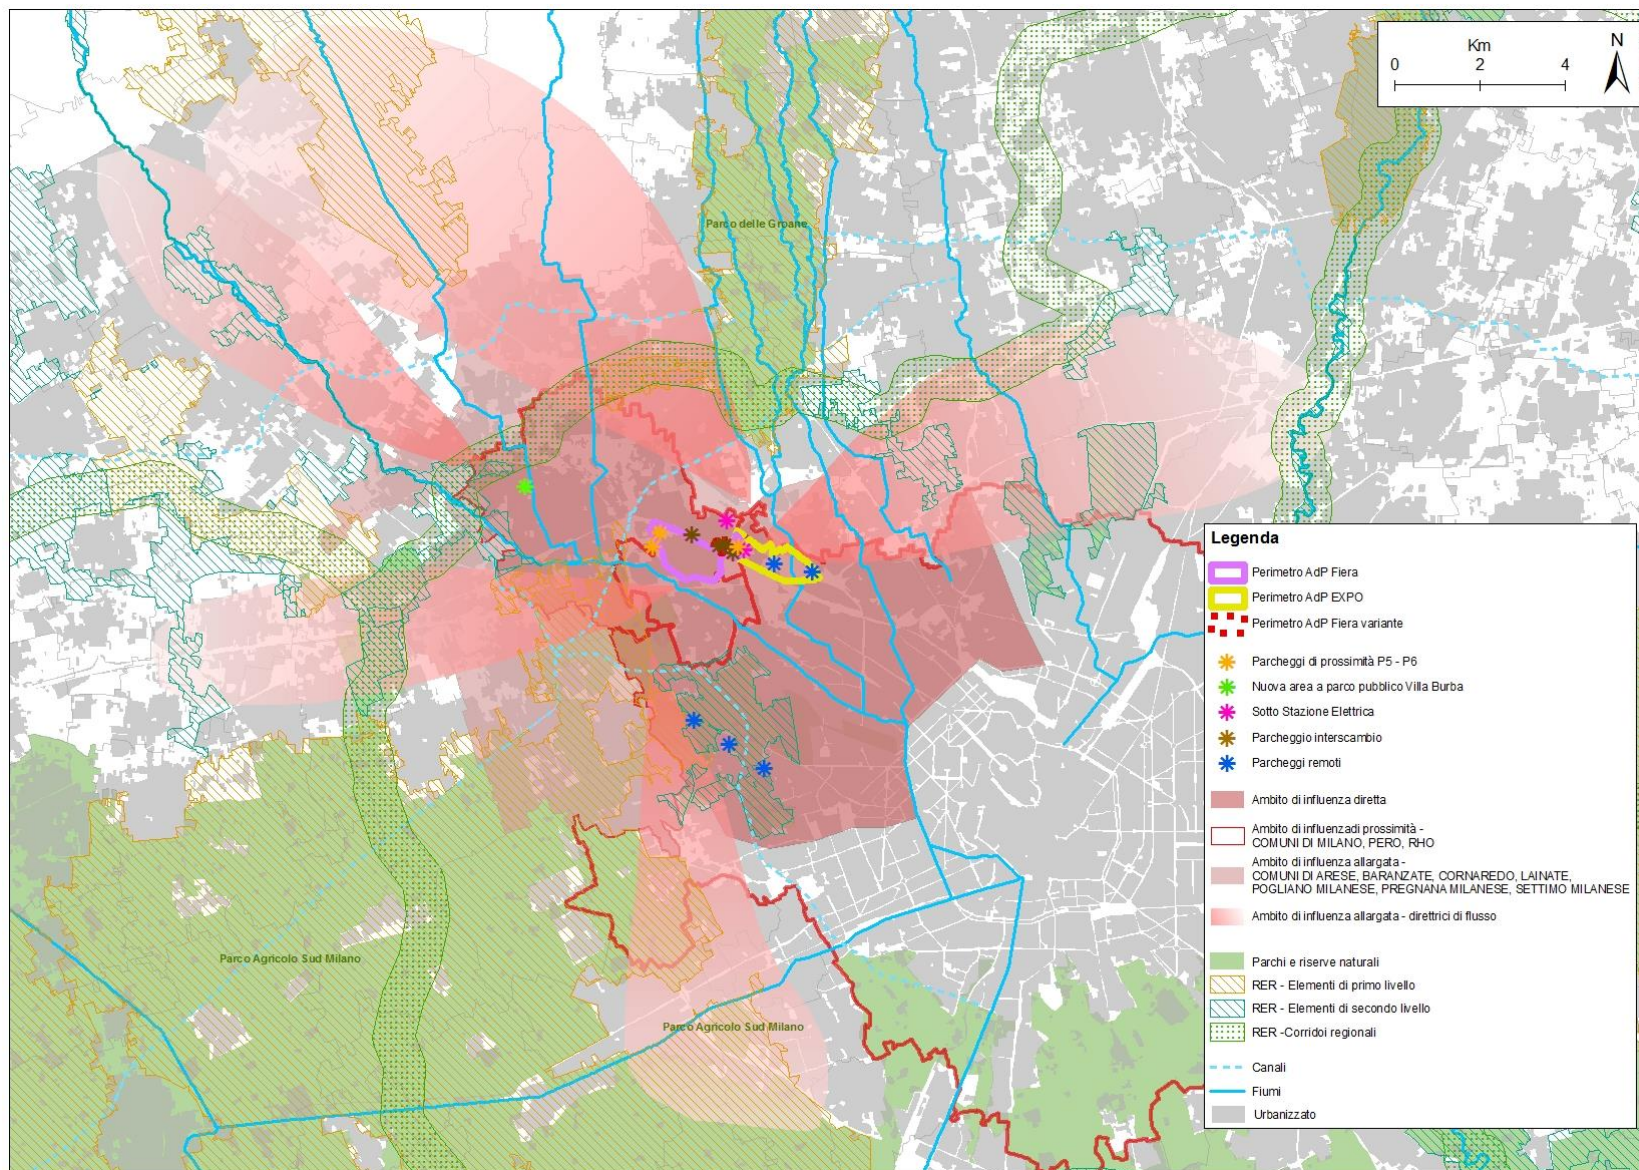 Km
N
0 2 4
Parco delle Groane
Legenda
Perimetro AdP Fiera
Perimetro AdP EXPO
Perimetro AdP Fiera variante
Parcheggi di prossimità P5 - P6
Nuova area a parco pubblico Villa Burba
Sotto Stazione Elettrica
Parcheggio interscambio
Parcheggi remoti
Ambito di influenza diretta
Ambito di influenzadi prossimità -
COMUNI DI MILANO, PERO, RHO
Ambito di influenza allargata -
COMUNI DI ARESE, BARANZATE, CORNAREDO, LAINATE,
POGLIANO MILANESE, PREGNANA MILANESE, SETTIMO MILANESE
Ambito di influenza allargata - direttrici di flusso
Parchi e riserve naturali
RER - Elementi di primo livello
RER - Elementi di secondo livello
RER -Corridoi regionali
Canali
Fiumi
Urbanizzato
Parco Agricolo Sud Milano
Parco Agricolo Sud Milano